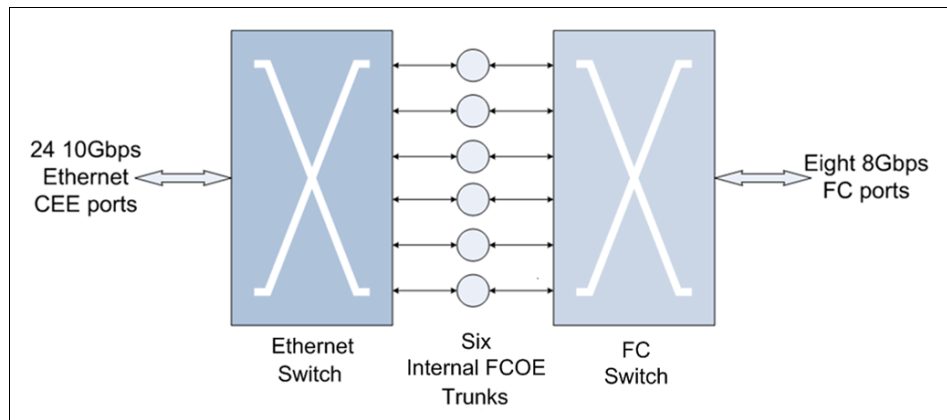 24 10Gbps
Ethernet
CEE ports
Eight 8Gbps
FC ports
Ethernet
Switch
Six
Internal FCOE
Trunks
FC
Switch